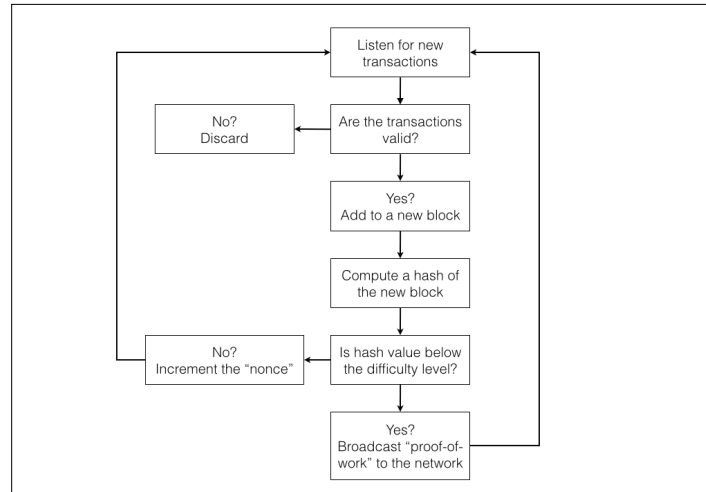 Listen for new
transactions
No?
Discard
Are the transactions
valid?
Yes?
Add to a new block
Compute a hash of
the new block
No?
Increment the “nonce”
Is hash value below
the difficulty level?
Yes?
Broadcast “proof-of-
work” to the network